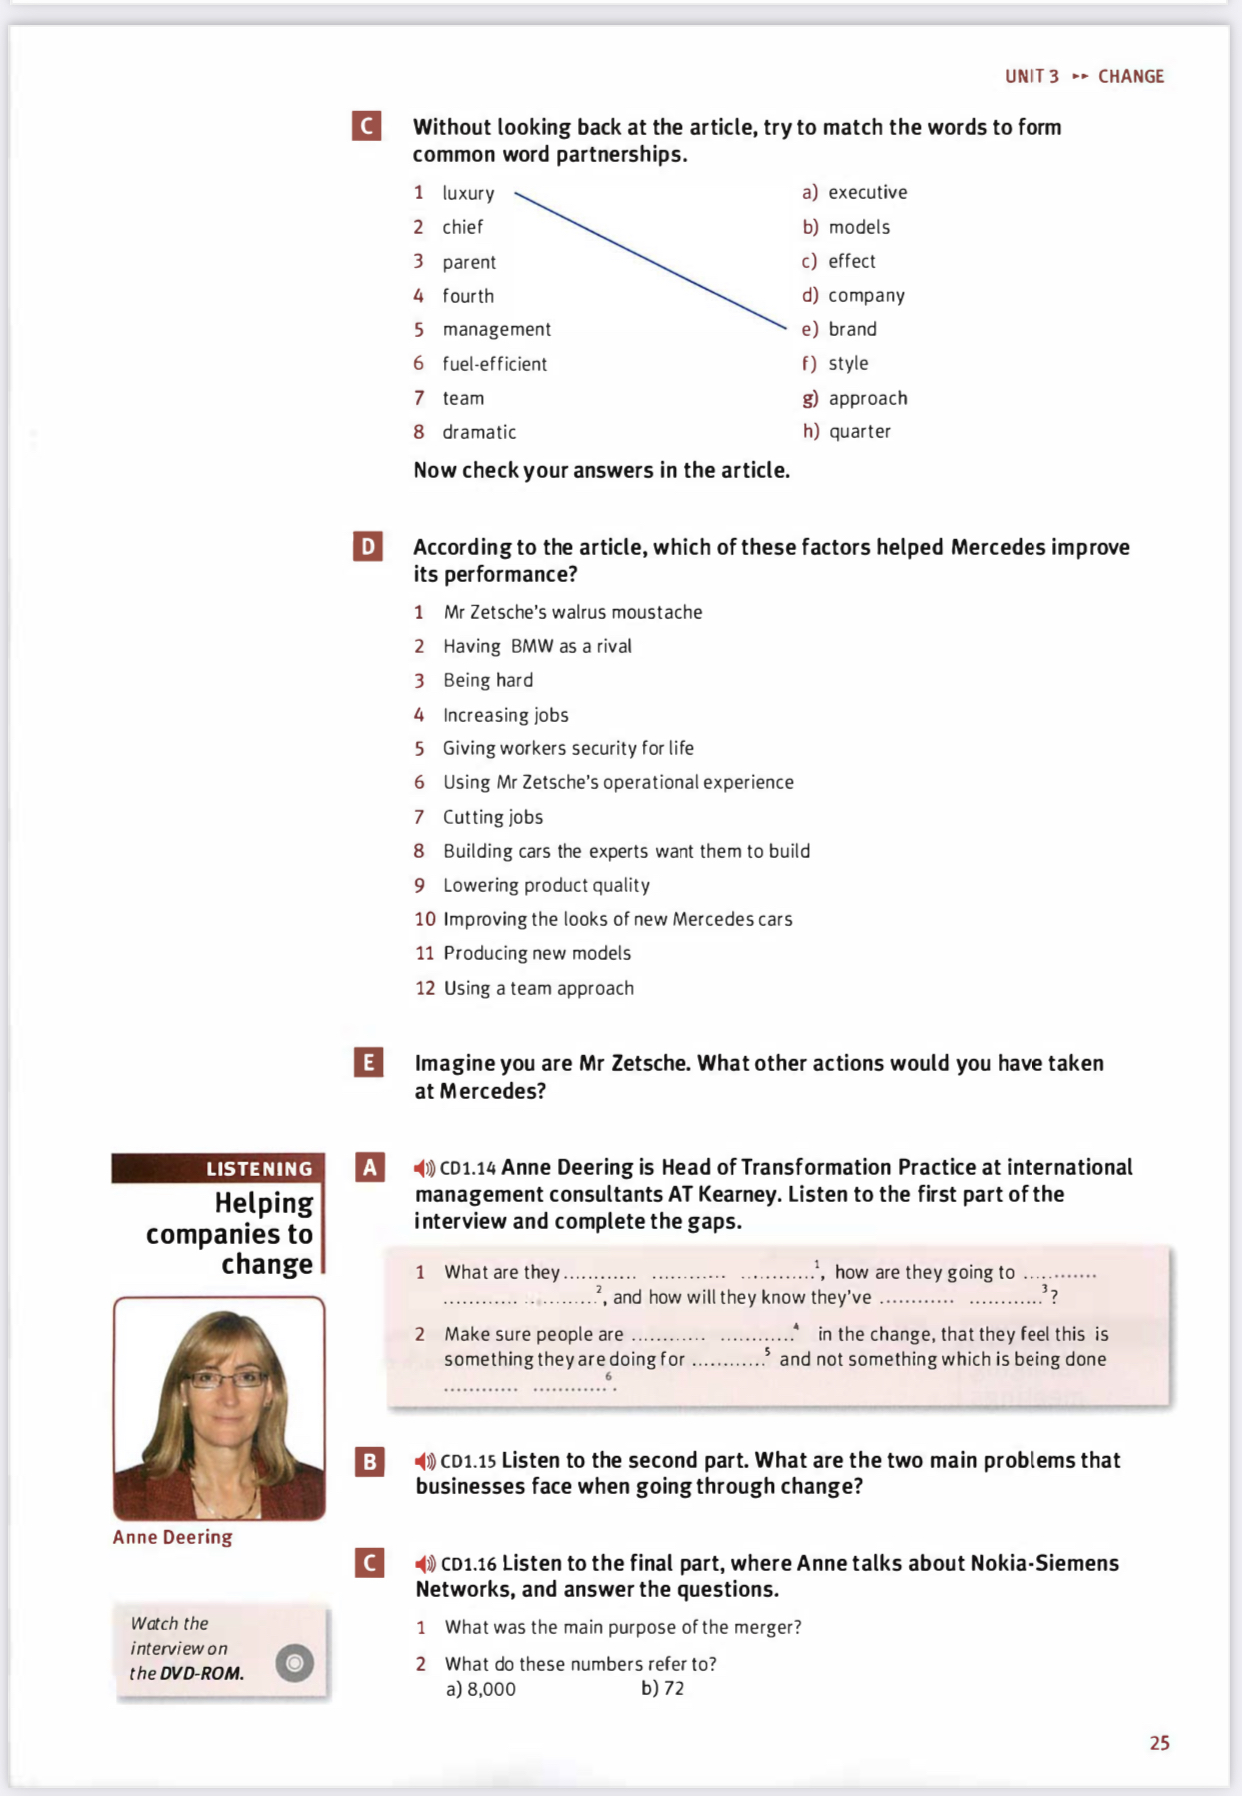 UNIT 3 ▸▸ CHANGE
C Without looking back at the article, try to match the words to form
common word partnerships.
1 luxury a) executive
2 chief b) models
3 parent c) effect
4 fourth d) company
5 management e) brand
6 fuel-efficient f) style
7 team g) approach
8 dramatic h) quarter
Now check your answers in the article.
D According to the article, which of these factors helped Mercedes improve
its performance?
1 Mr Zetsche's walrus moustache
2 Having BMW as a rival
3 Being hard
4 Increasing jobs
5 Giving workers security for life
6 Using Mr Zetsche's operational experience
7 Cutting jobs
8 Building cars the experts want them to build
9 Lowering product quality
10 Improving the looks of new Mercedes cars
11 Producing new models
12 Using a team approach
E Imagine you are Mr Zetsche. What other actions would you have taken
at Mercedes?
LISTENING
Helping
companies to
change
A CD1.14 Anne Deering is Head of Transformation Practice at international
management consultants AT Kearney. Listen to the first part of the
interview and complete the gaps.
1 What are they ............ ............ ............¹, how are they going to ............
............ ............², and how will they know they've ............ ............³?
2 Make sure people are ............ ............⁴ in the change, that they feel this is
something they are doing for ............⁵ and not something which is being done
............ ............⁶.
Anne Deering
B CD1.15 Listen to the second part. What are the two main problems that
businesses face when going through change?
C CD1.16 Listen to the final part, where Anne talks about Nokia-Siemens
Networks, and answer the questions.
1 What was the main purpose of the merger?
2 What do these numbers refer to?
a) 8,000 b) 72
Watch the
interview on
the DVD-ROM.
25